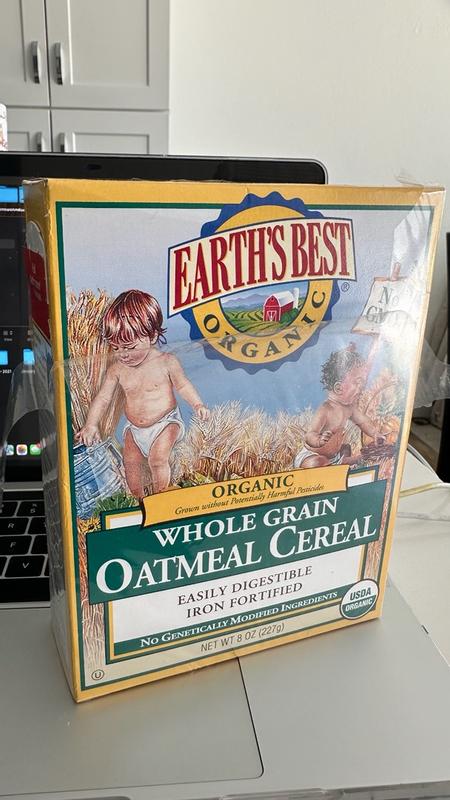 EARTH'S BEST®
ORGANIC
No
ORGANIC
Grown without Potentially Harmful Pesticides
WHOLE GRAIN
OATMEAL CEREAL
EASILY DIGESTIBLE
IRON FORTIFIED
USDA
ORGANIC
NO GENETICALLY MODIFIED INGREDIENTS
NET WT 8 OZ (227g)
U